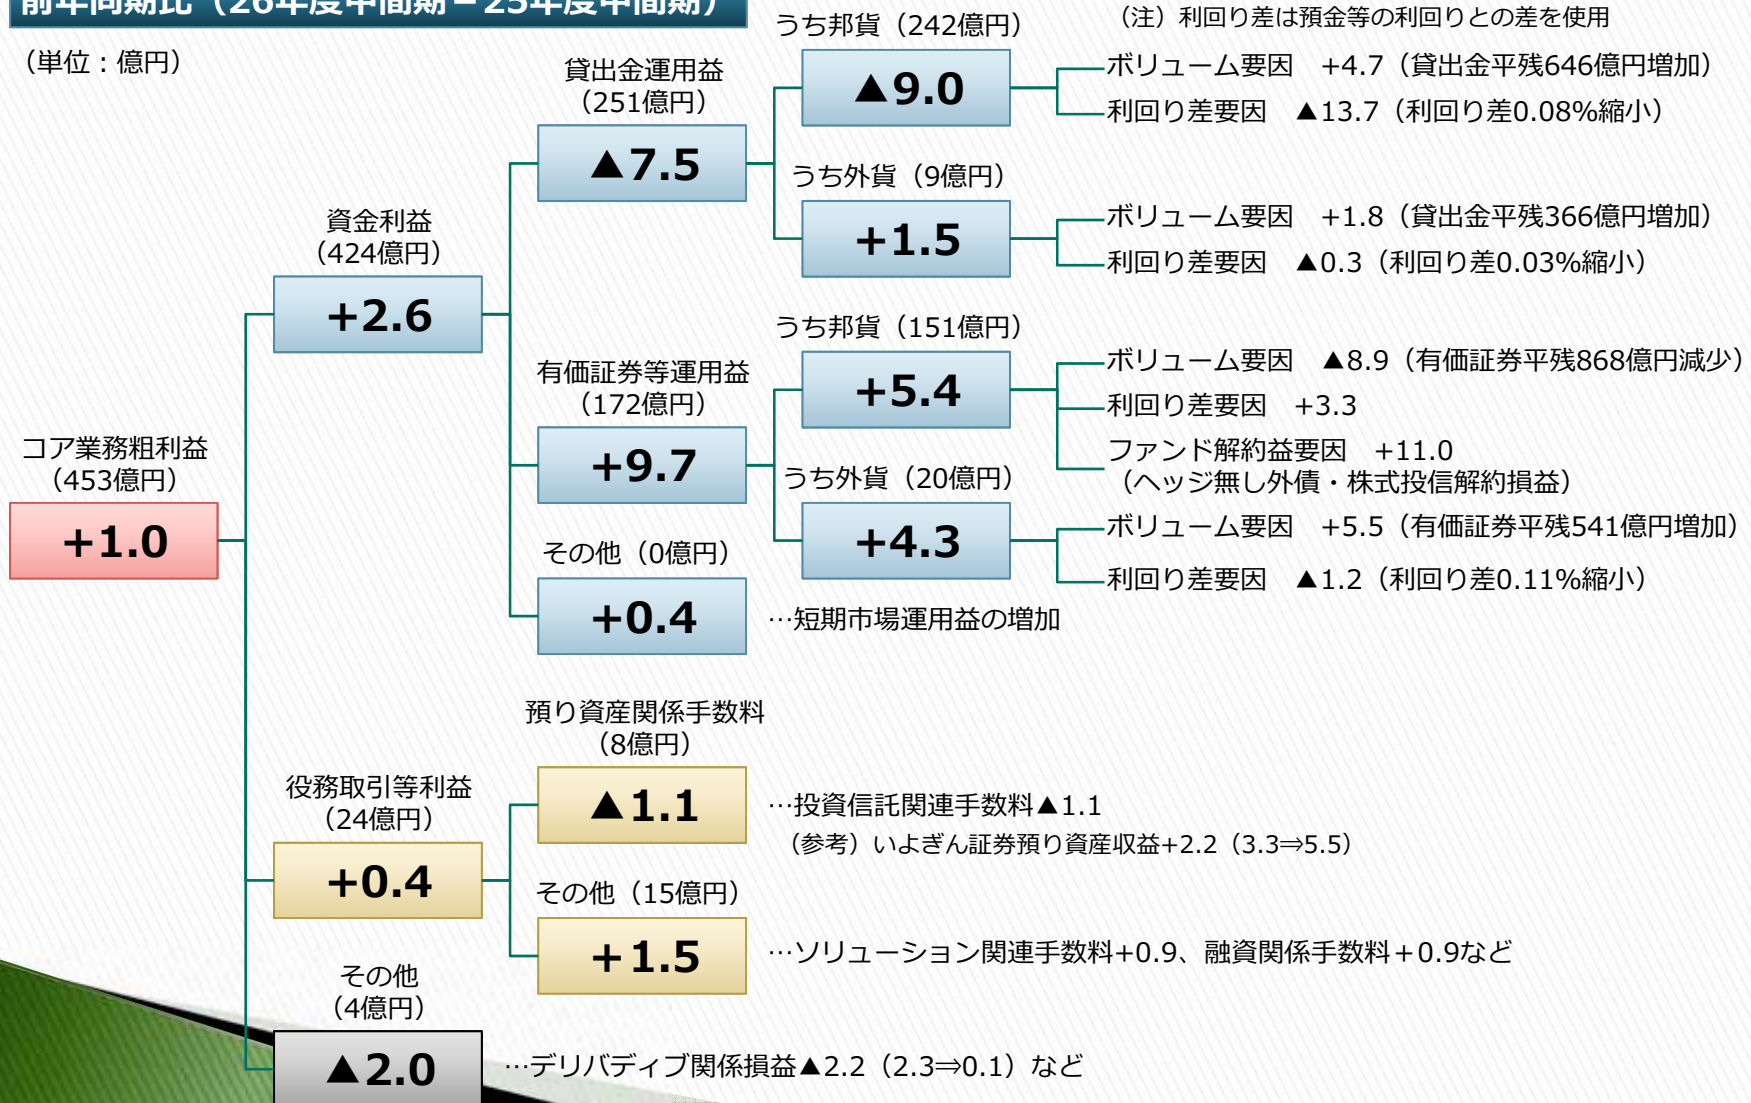 前年同期比（26年度中間期－25年度中間期）
（単位：億円）
（注）利回り差は預金等の利回りとの差を使用
コア業務粗利益
（453億円）
+1.0
資金利益
（424億円）
+2.6
貸出金運用益
（251億円）
▲7.5
うち邦貨（242億円）
▲9.0
ボリューム要因　+4.7（貸出金平残646億円増加）
利回り差要因　▲13.7（利回り差0.08%縮小）
うち外貨（9億円）
+1.5
ボリューム要因　+1.8（貸出金平残366億円増加）
利回り差要因　▲0.3（利回り差0.03%縮小）
有価証券等運用益
（172億円）
+9.7
うち邦貨（151億円）
+5.4
ボリューム要因　▲8.9（有価証券平残868億円減少）
利回り差要因　+3.3
ファンド解約益要因　+11.0
（ヘッジ無し外債・株式投信解約損益）
うち外貨（20億円）
+4.3
ボリューム要因　+5.5（有価証券平残541億円増加）
利回り差要因　▲1.2（利回り差0.11%縮小）
その他（0億円）
+0.4
…短期市場運用益の増加
役務取引等利益
（24億円）
+0.4
預り資産関係手数料
（8億円）
▲1.1
…投資信託関連手数料▲1.1
（参考）いよぎん証券預り資産収益+2.2（3.3⇒5.5）
その他（15億円）
+1.5
…ソリューション関連手数料+0.9、融資関係手数料＋0.9など
その他
（4億円）
▲2.0
…デリバディブ関係損益▲2.2（2.3⇒0.1）など